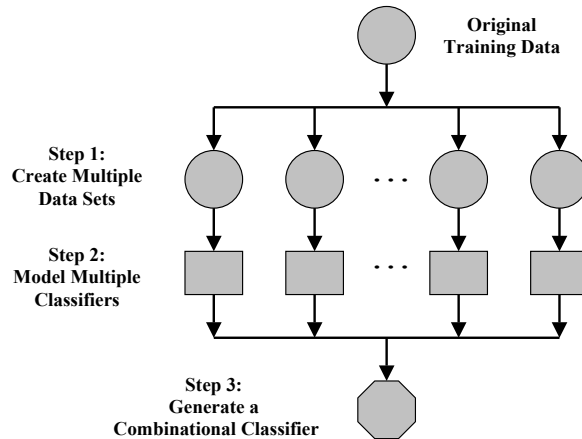 Original
Training Data
Step 1:
Create Multiple
Data Sets
. . .
Step 2:
Model Multiple
Classifiers
. . .
Step 3:
Generate a
Combinational Classifier